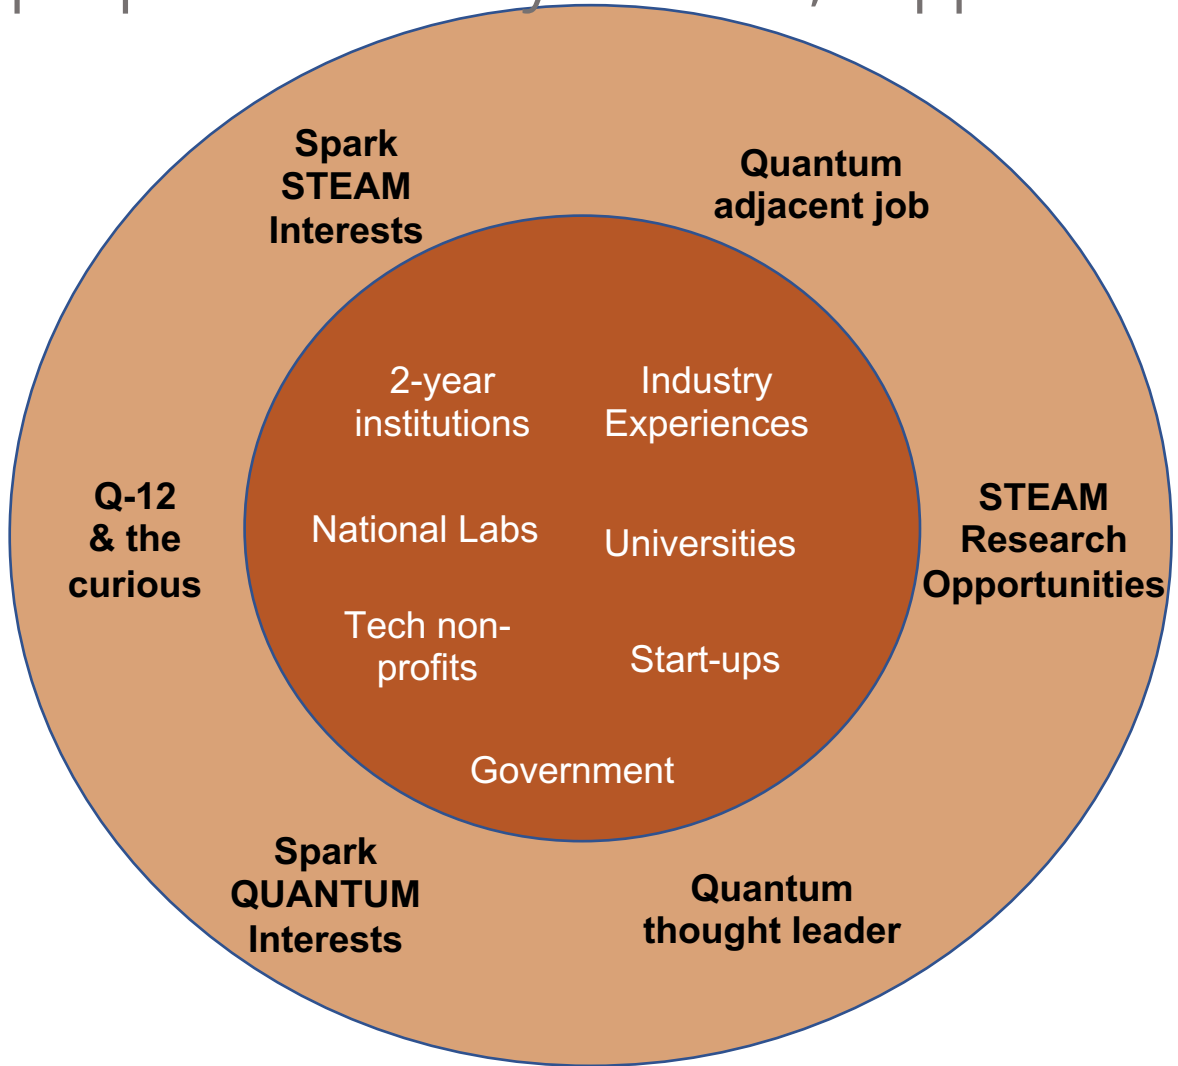 Spark
STEAM
Interests
Quantum
adjacent job
2-year
institutions
Industry
Experiences
Q-12
& the
curious
National Labs
Universities
STEAM
Research
Opportunities
Tech non-
profits
Start-ups
Government
Spark
QUANTUM
Interests
Quantum
thought leader